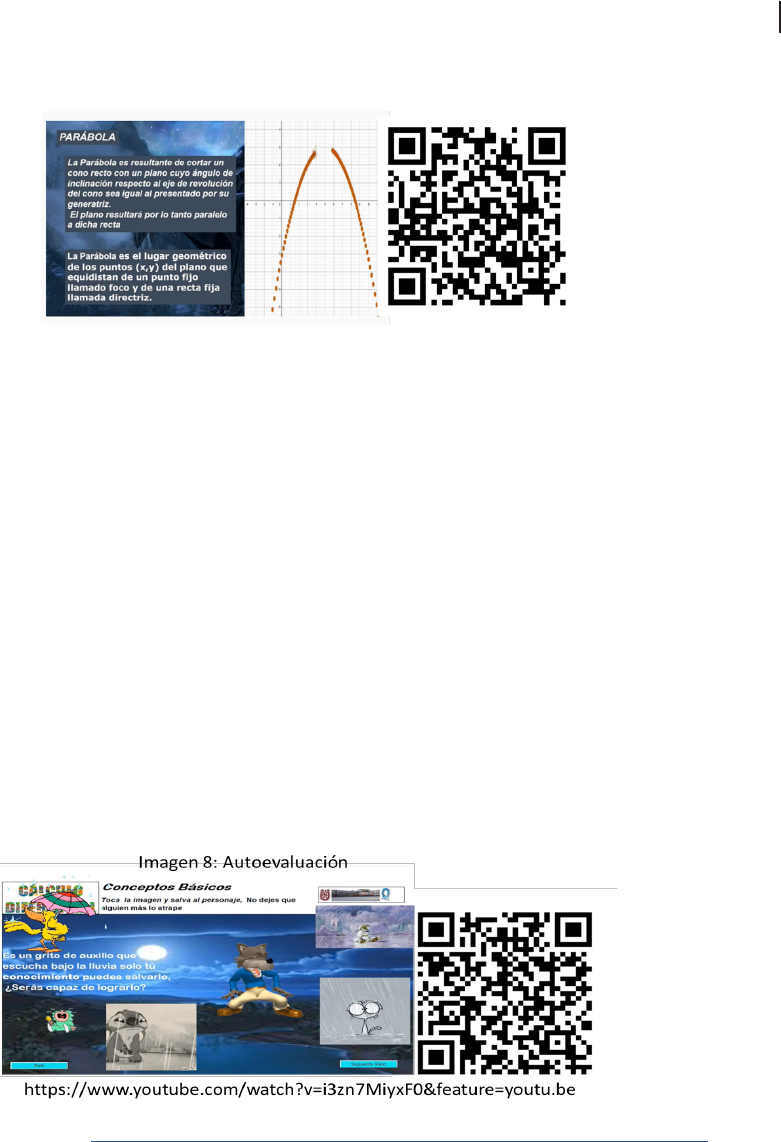 PARÁBOLA
La Parábola es resultante de cortar un
cono recto con un plano cuyo ángulo de
inclinación respecto al eje de revolución
del cono sea igual al presentado por su
generatriz.
El plano resultará por lo tanto paralelo
a dicha recta
La Parábola es el lugar geométrico
de los puntos (x,y) del plano que
equidistan de un punto fijo
llamado foco y de una recta fija
llamada directriz.
Imagen 8: Autoevaluación
CÁLCULO
Conceptos Básicos
Toca la imagen y salva al personaje, No dejes que
alguien más lo atrape
Es un grito de auxilio que
escucha bajo la lluvia solo tú
conocimiento puedes salvarlo,
¿Serás capaz de lograrlo?
https://www.youtube.com/watch?v=i3zn7MiyxF0&feature=youtu.be